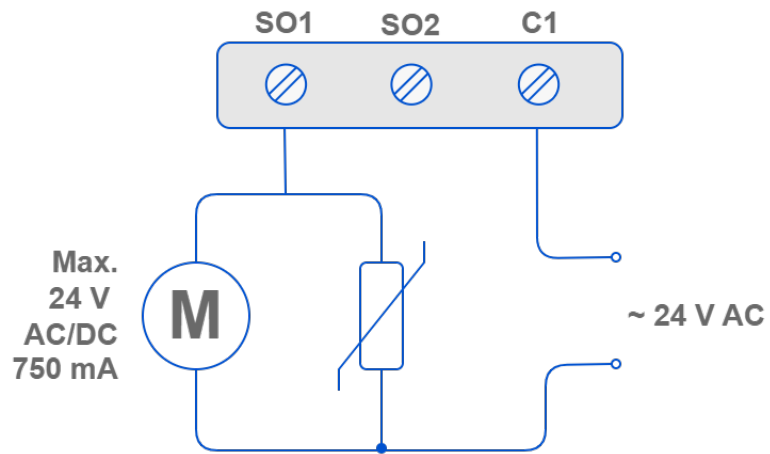 SO1 SO2 C1
Max.
24 V
AC/DC
750 mA
M
~ 24 V AC